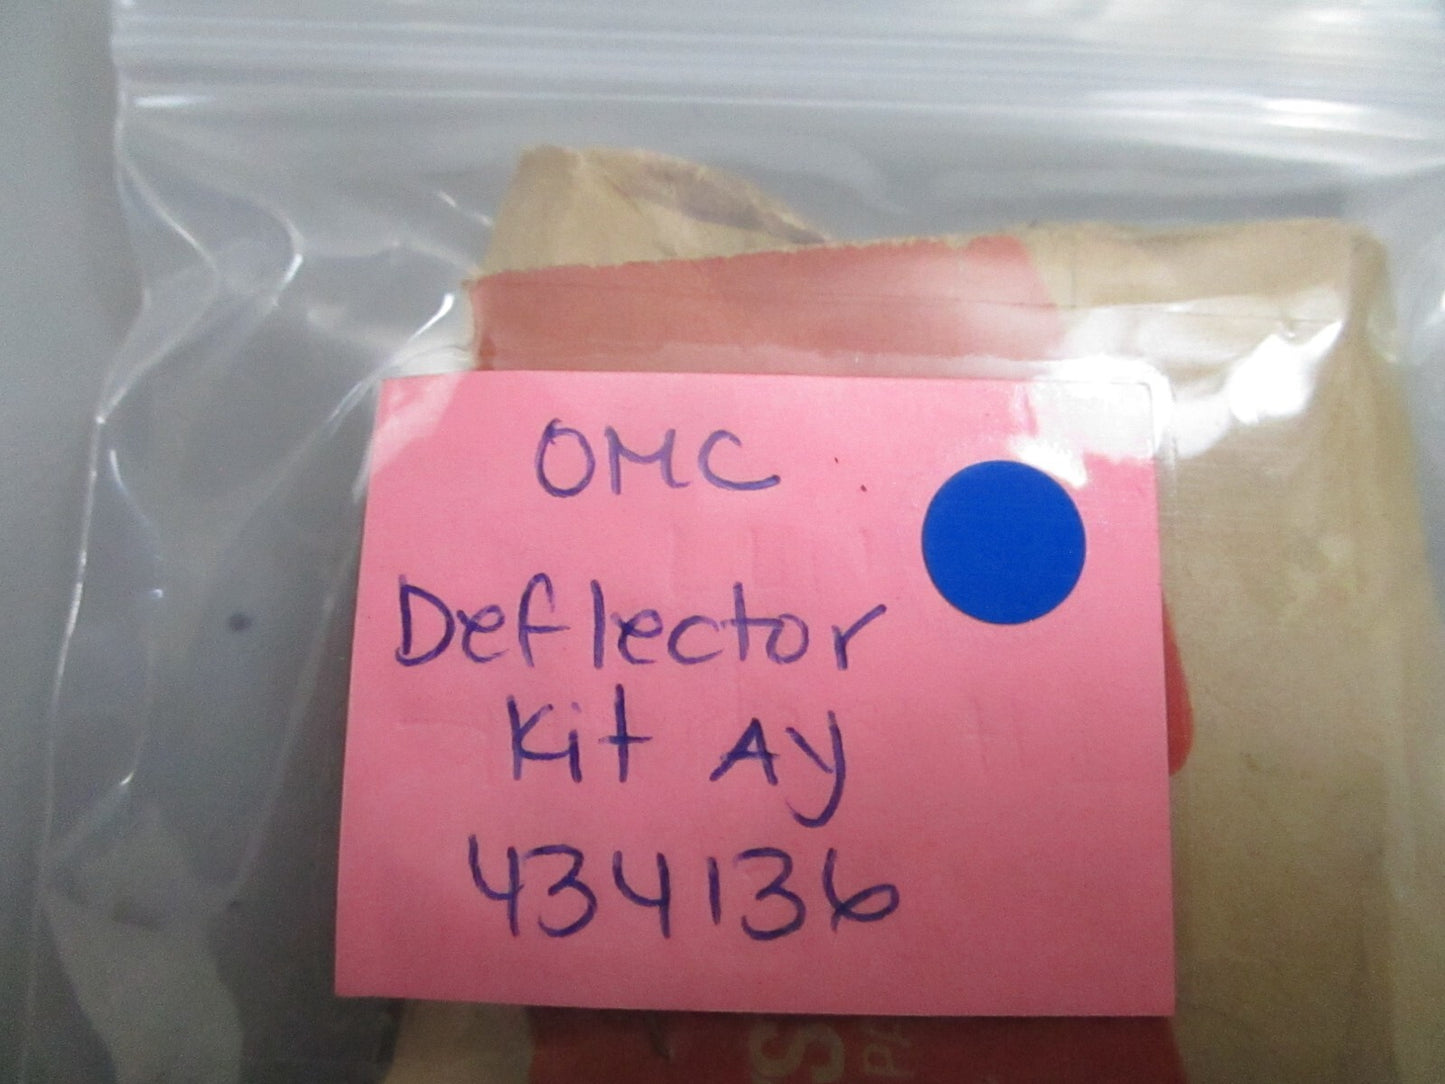 OMC
Deflector
Kit Ay
434136